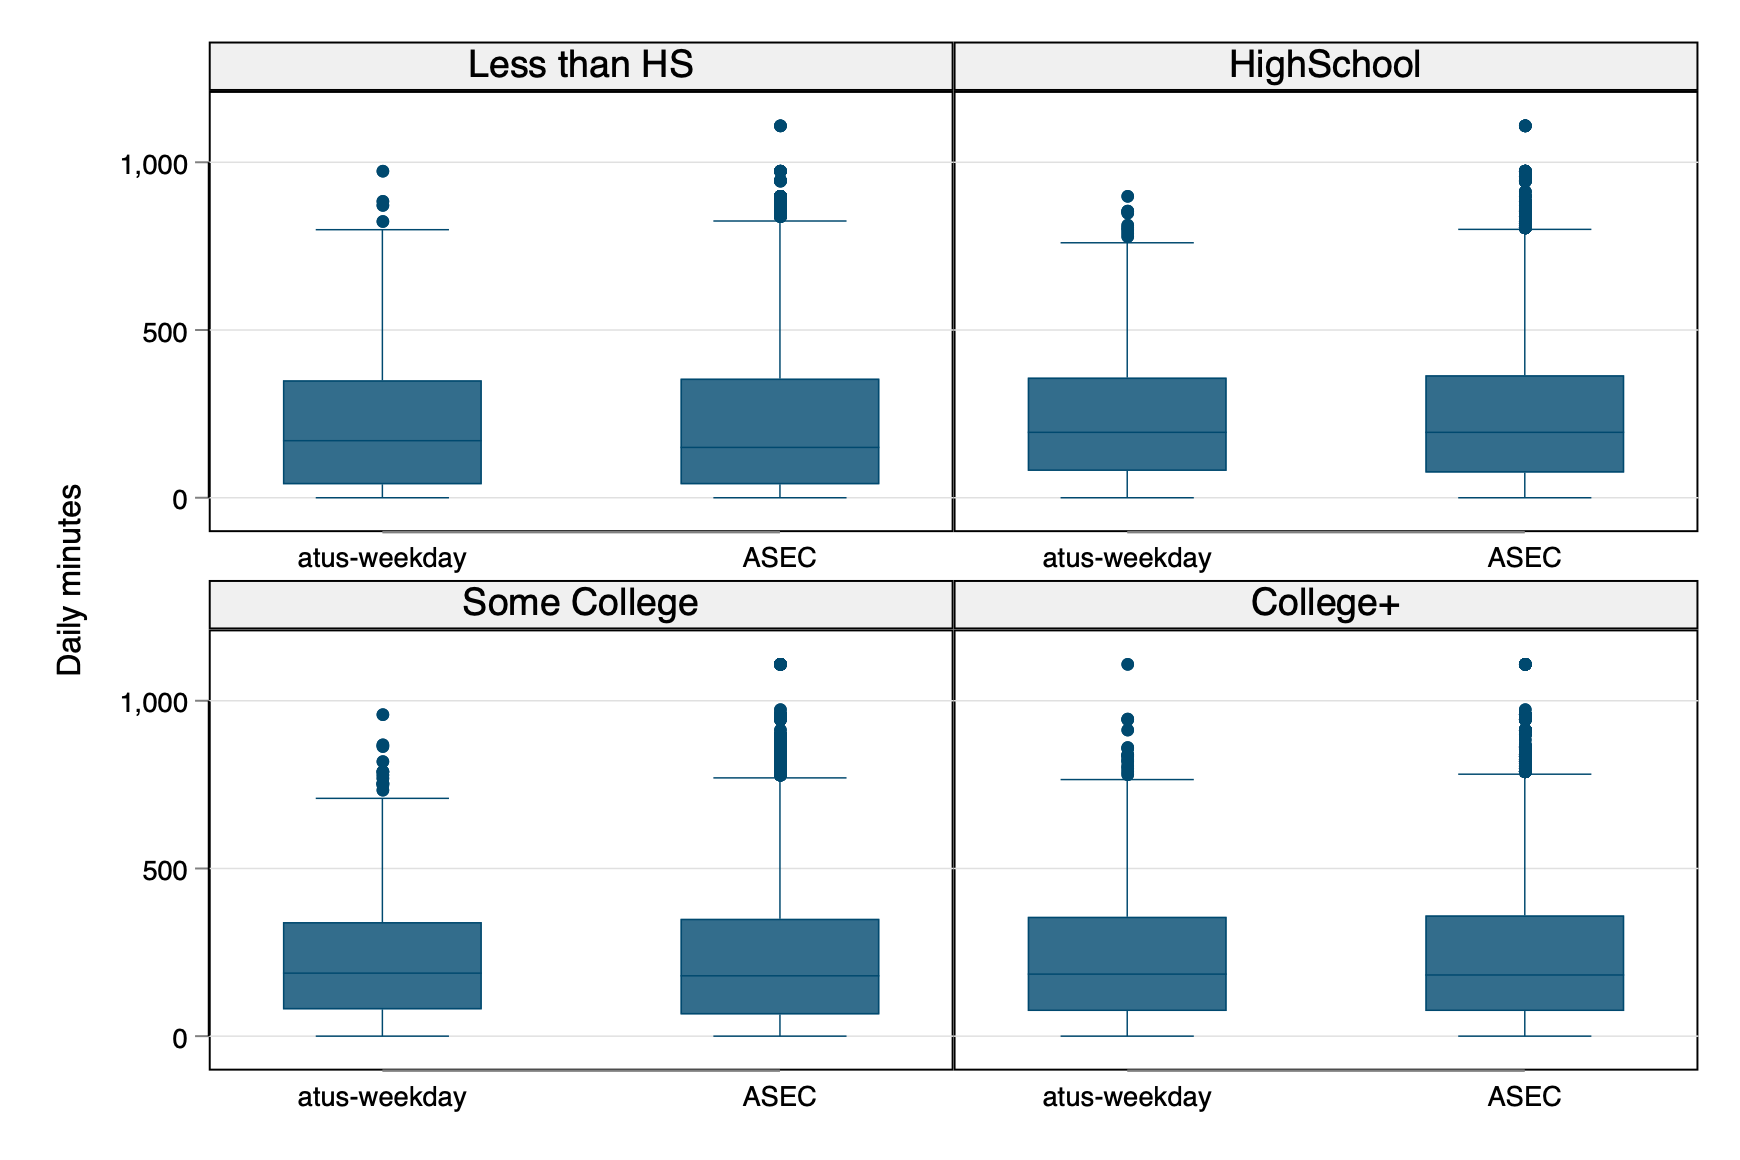 Less than HS
HighSchool
1,000
500
0
atus-weekday
ASEC
atus-weekday
ASEC
Daily minutes
Some College
College+
1,000
500
0
atus-weekday
ASEC
atus-weekday
ASEC